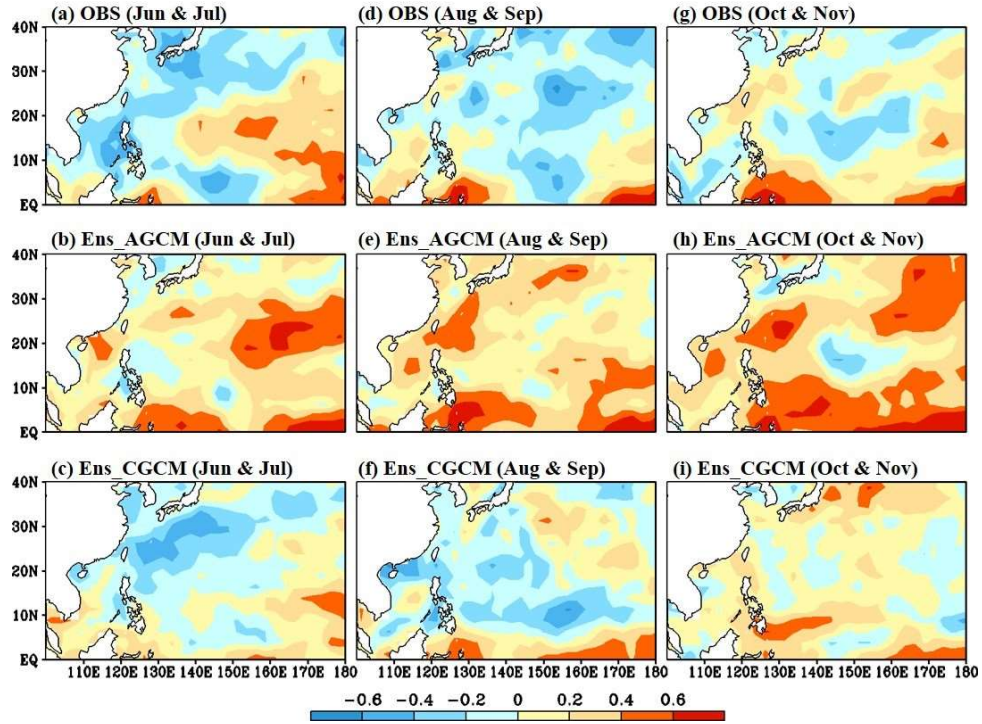 (a) OBS (Jun & Jul) (d) OBS (Aug & Sep) (g) OBS (Oct & Nov)
40N
30N
20N
10N
EQ
(b) Ens_AGCM (Jun & Jul) (e) Ens_AGCM (Aug & Sep) (h) Ens_AGCM (Oct & Nov)
40N
30N
20N
10N
EQ
(c) Ens_CGCM (Jun & Jul) (f) Ens_CGCM (Aug & Sep) (i) Ens_CGCM (Oct & Nov)
40N
30N
20N
10N
EQ
110E 120E 130E 140E 150E 160E 170E 180 110E 120E 130E 140E 150E 160E 170E 180 110E 120E 130E 140E 150E 160E 170E 180
-0.6 -0.4 -0.2 0 0.2 0.4 0.6